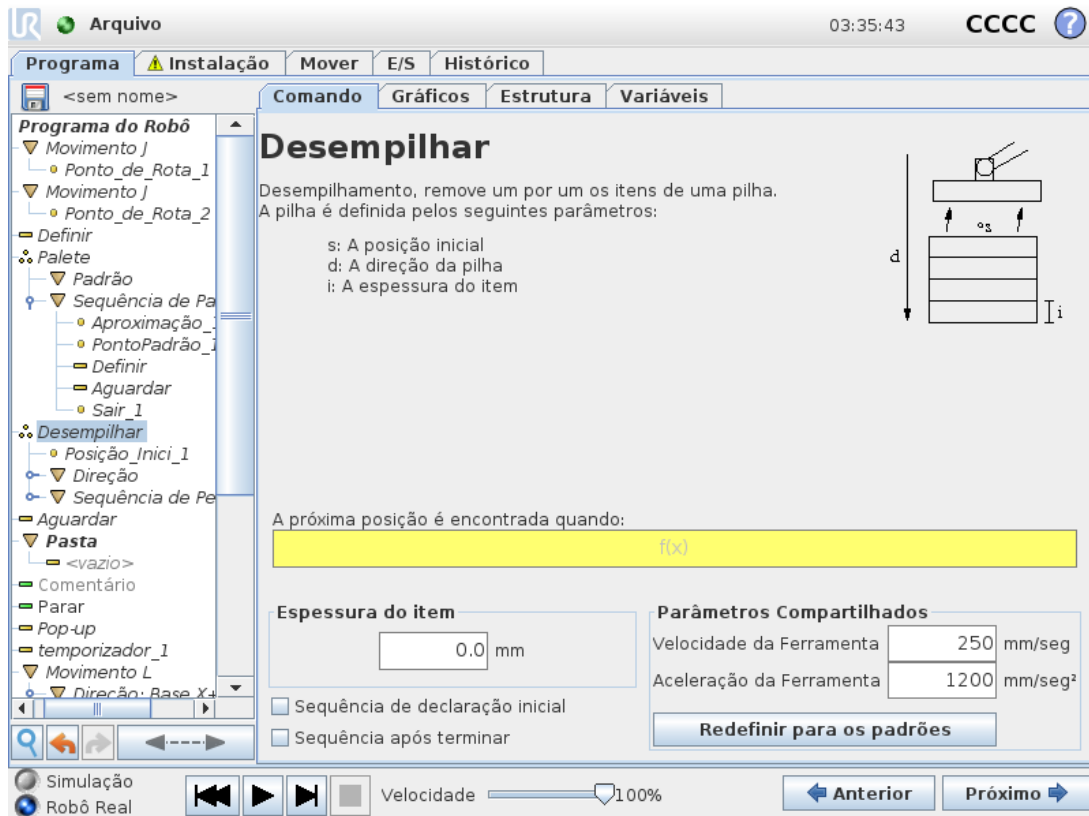 Arquivo
03:35:43
CCCC
?
Programa
Instalação
Mover
E/S
Histórico
<sem nome>
Comando
Gráficos
Estrutura
Variáveis
Programa do Robô
Movimento J
Ponto_de_Rota_1
Movimento J
Ponto_de_Rota_2
Definir
Palete
Padrão
Sequência de Pa
Aproximação_1
PontoPadrão_1
Definir
Aguardar
Sair_1
Desempilhar
Posição_Inici_1
Direção
Sequência de Pe
Aguardar
Pasta
<vazio>
Comentário
Parar
Pop-up
temporizador_1
Movimento L
Direção: Base X+
Desempilhar
Desempilhamento, remove um por um os itens de uma pilha.
A pilha é definida pelos seguintes parâmetros:
s: A posição inicial
d: A direção da pilha
i: A espessura do item
s
d
i
A próxima posição é encontrada quando:
f(x)
Espessura do item
0.0 mm
Sequência de declaração inicial
Sequência após terminar
Parâmetros Compartilhados
Velocidade da Ferramenta 250 mm/seg
Aceleração da Ferramenta 1200 mm/seg²
Redefinir para os padrões
Simulação
Robô Real
Velocidade 100%
Anterior
Próximo